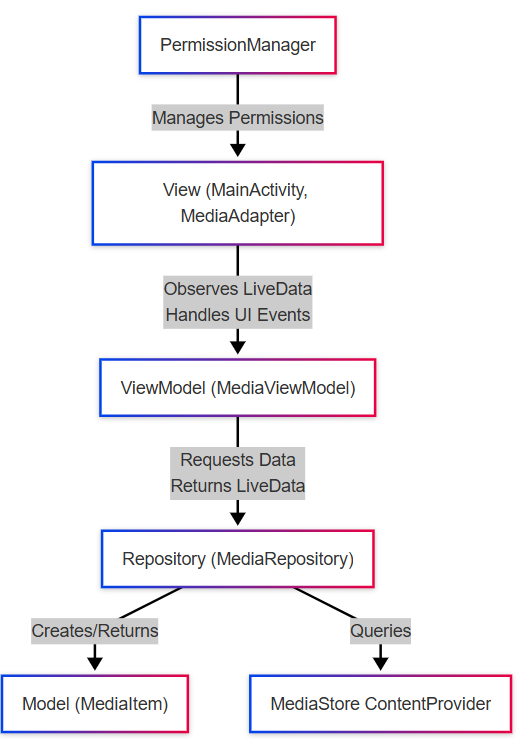 PermissionManager
Manages Permissions
View (MainActivity,
MediaAdapter)
Observes LiveData
Handles UI Events
ViewModel (MediaViewModel)
Requests Data
Returns LiveData
Repository (MediaRepository)
Creates/Returns
Queries
Model (MediaItem)
MediaStore ContentProvider